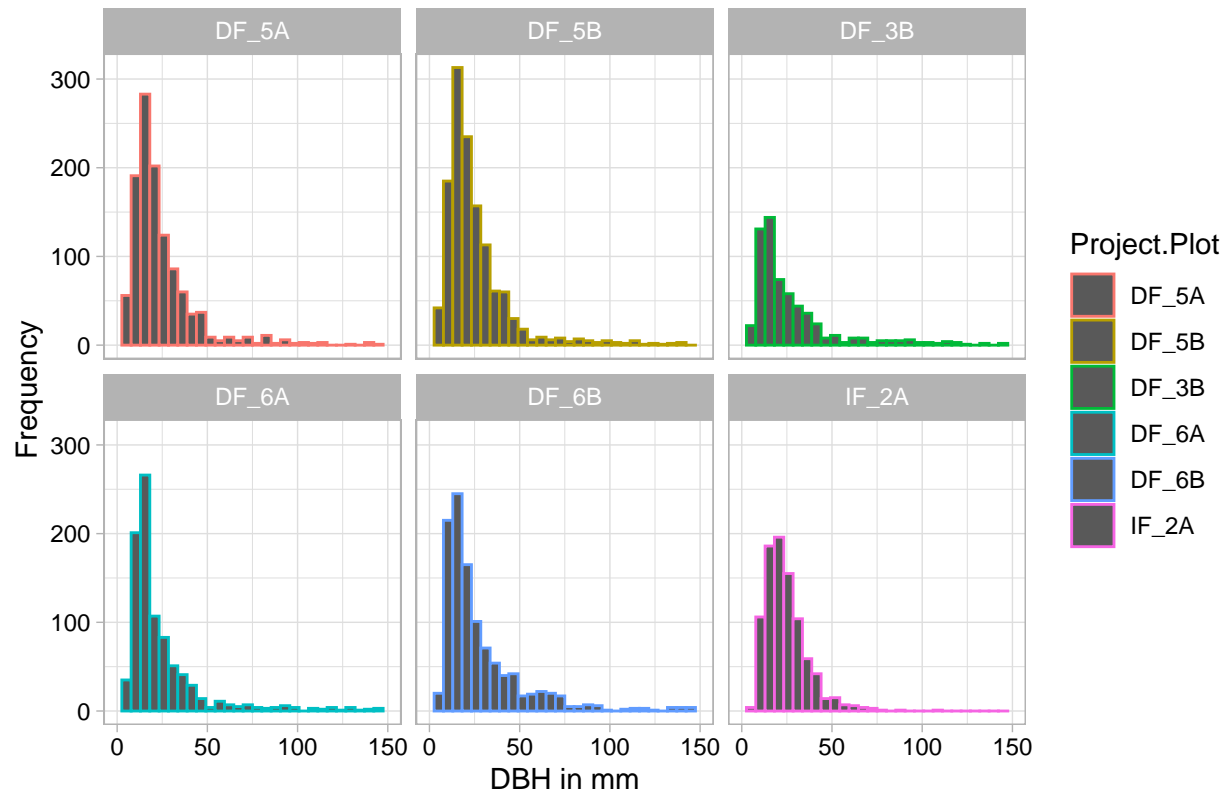 DF_5A DF_5B DF_3B
300
200
100
0
DF_6A DF_6B IF_2A
300
200
100
0
0 50 100 150 0 50 100 150 0 50 100 150
DBH in mm
Frequency
Project.Plot
DF_5A
DF_5B
DF_3B
DF_6A
DF_6B
IF_2A